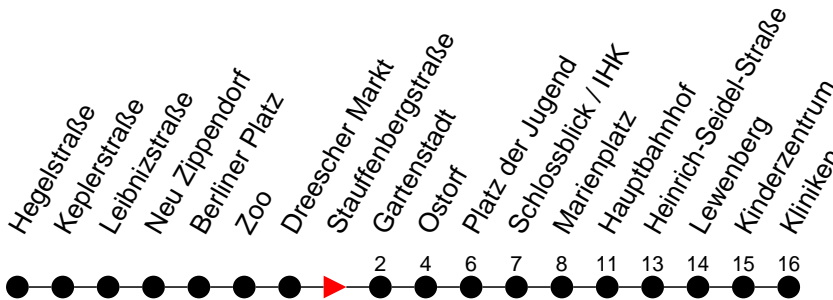 Hegelstraße
Keplerstraße
Leibnizstraße
Neu Zippendorf
Berliner Platz
Zoo
Dreescher Markt
Stauffenbergstraße
Gartenstadt
Ostorf
Platz der Jugend
Schlossblick / IHK
Marienplatz
Hauptbahnhof
Heinrich-Seidel-Straße
Lewenberg
Kinderzentrum
Kliniken
2 4 6 7 8 11 13 14 15 16